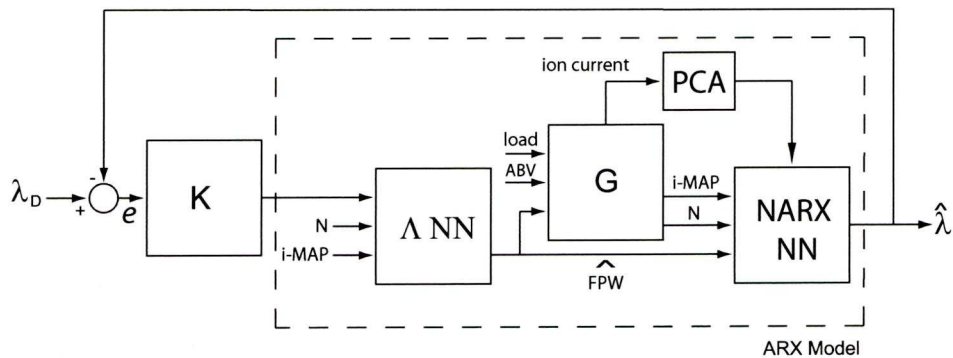 ion current
PCA
load
ABV
G
i-MAP
N
λD
-
+
e
K
N
i-MAP
Λ NN
^
FPW
NARX
NN
λ̂
ARX Model